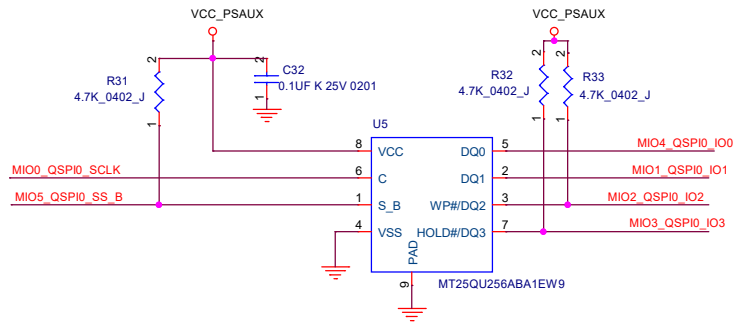 VCC_PSAUX
VCC_PSAUX
2
2
C32
0.1UF K 25V 0201
1
R31
4.7K_0402_J
1
2
2
R32
R33
4.7K_0402_J
4.7K_0402_J
1
1
U5
8
VCC
DQ0
5
MIO4_QSPI0_IO0
MIO0_QSPI0_SCLK
6
C
DQ1
2
MIO1_QSPI0_IO1
MIO5_QSPI0_SS_B
1
S_B
WP#/DQ2
3
MIO2_QSPI0_IO2
4
VSS
HOLD#/DQ3
7
MIO3_QSPI0_IO3
PAD
9
MT25QU256ABA1EW9